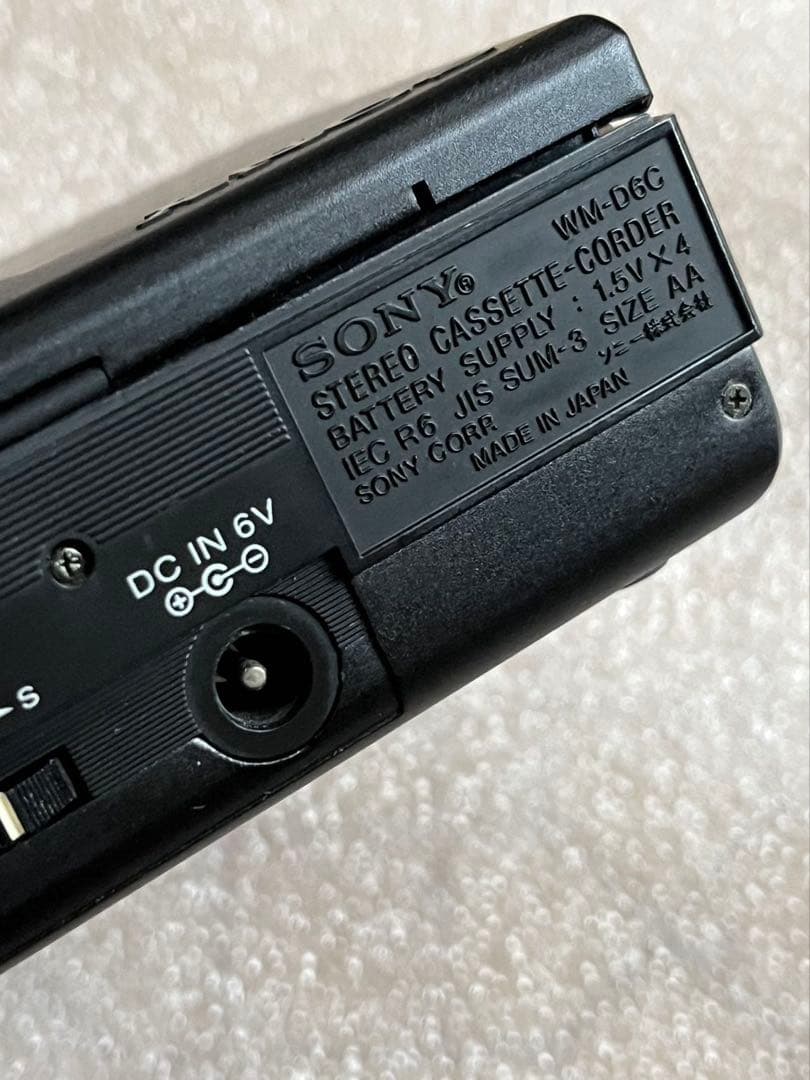 SONY® WM-D6C
STEREO CASSETTE-CORDER
BATTERY SUPPLY : 1.5V × 4
IEC R6 JIS SUM-3 SIZE AA
SONY CORP. ソニー株式会社
MADE IN JAPAN
DC IN 6V
S